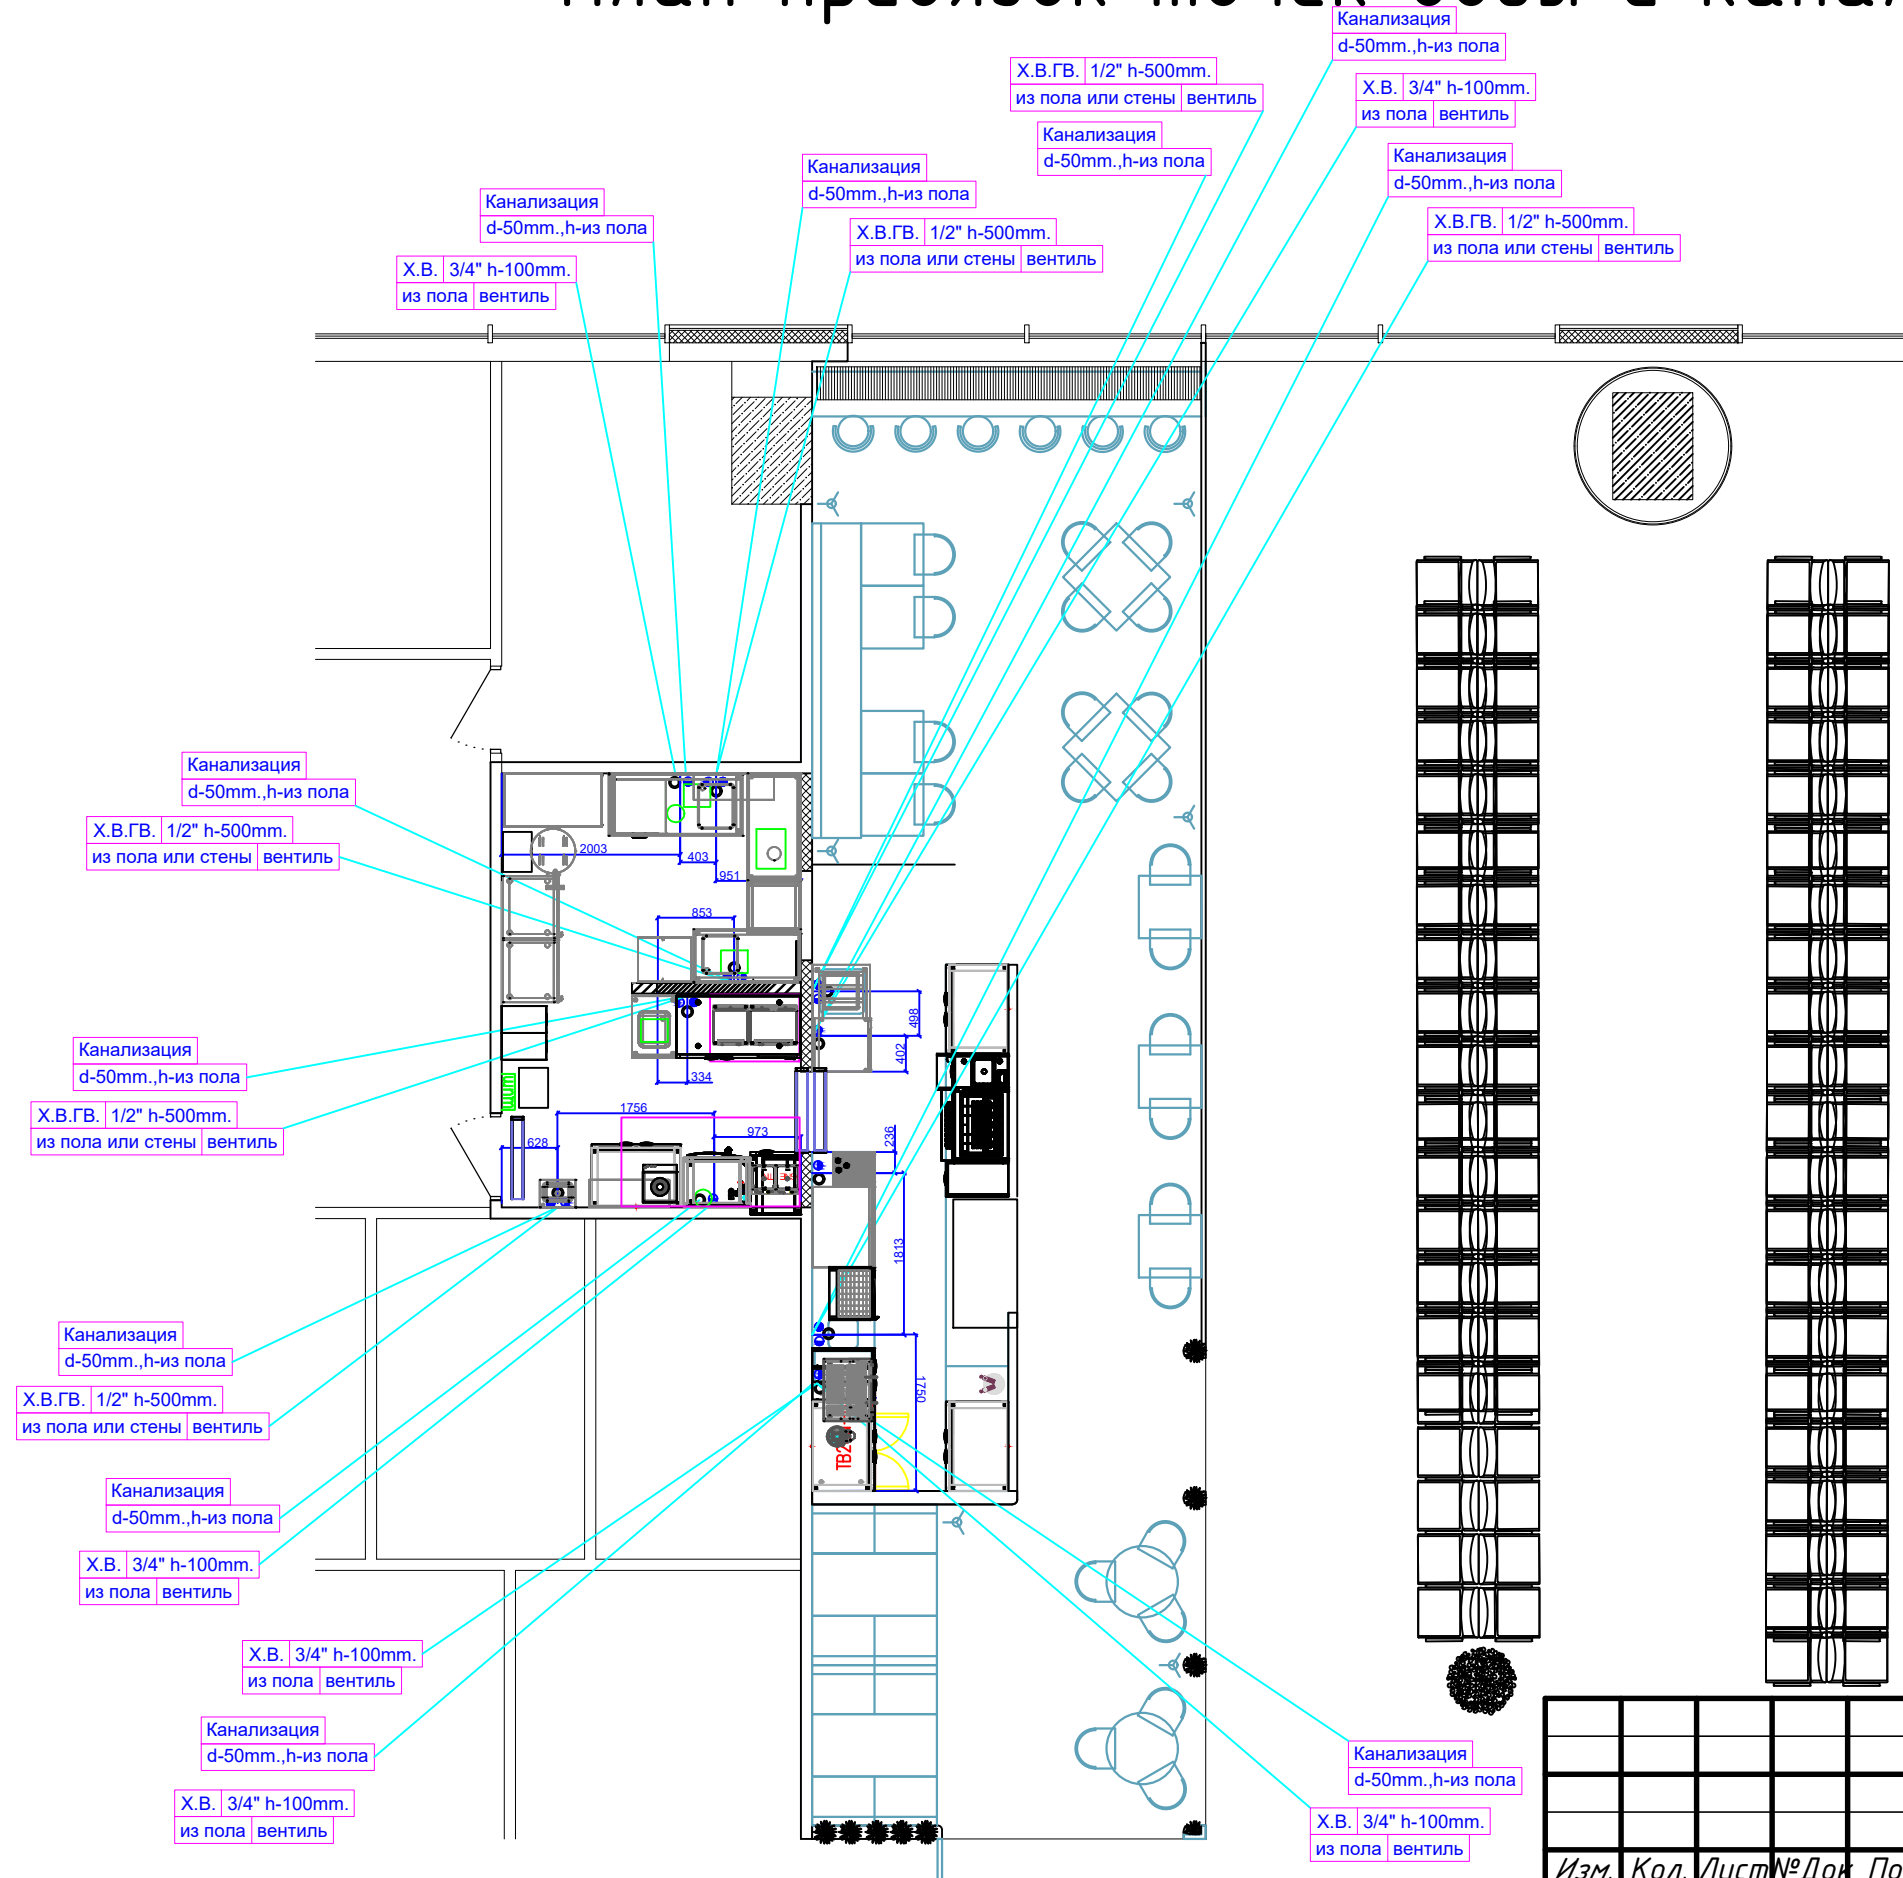 План привязок точек воды и
Канализация
d-50mm.,h-из пола
Х.В.ГВ. 1/2" h-500mm.
из пола или стены вентиль
Х.В. 3/4" h-100mm.
из пола вентиль
Канализация
d-50mm.,h-из пола
Канализация
d-50mm.,h-из пола
Канализация
d-50mm.,h-из пола
Х.В.ГВ. 1/2" h-500mm.
из пола или стены вентиль
Канализация
d-50mm.,h-из пола
Х.В.ГВ. 1/2" h-500mm.
из пола или стены вентиль
Х.В. 3/4" h-100mm.
из пола вентиль
Канализация
d-50mm.,h-из пола
Х.В.ГВ. 1/2" h-500mm.
из пола или стены вентиль
2003
403
951
853
498
402
Канализация
d-50mm.,h-из пола
334
Х.В.ГВ. 1/2" h-500mm.
из пола или стены вентиль
1756
973
628
236
1813
Канализация
d-50mm.,h-из пола
Х.В.ГВ. 1/2" h-500mm.
из пола или стены вентиль
1750
Канализация
d-50mm.,h-из пола
Х.В. 3/4" h-100mm.
из пола вентиль
Х.В. 3/4" h-100mm.
из пола вентиль
Канализация
d-50mm.,h-из пола
Х.В. 3/4" h-100mm.
из пола вентиль
Канализация
d-50mm.,h-из пола
Х.В. 3/4" h-100mm.
из пола вентиль
Изм. Кол. Лист №Док